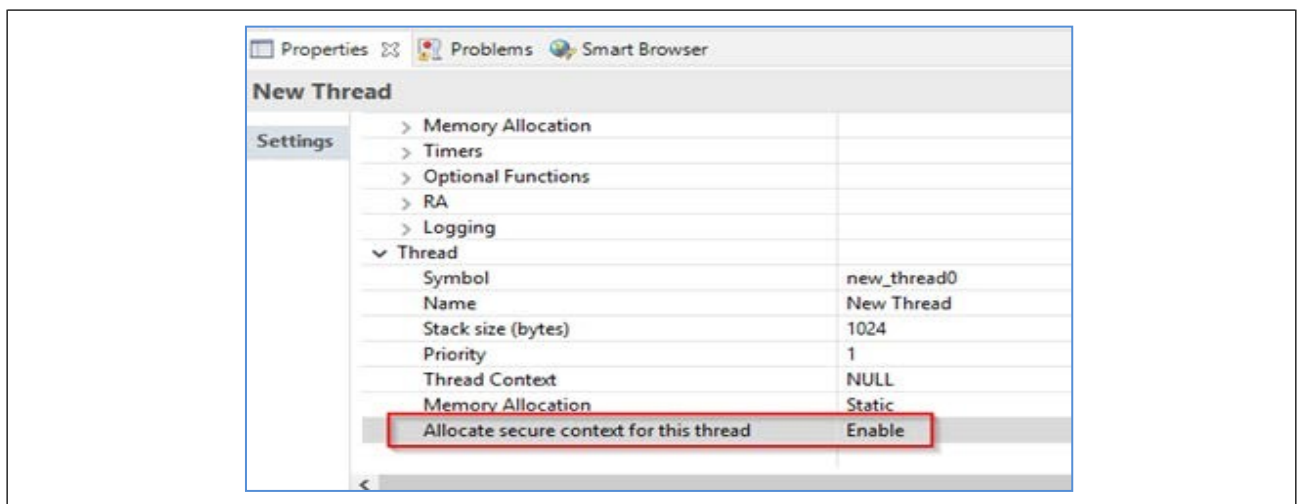 Properties Problems Smart Browser
New Thread
Settings
> Memory Allocation
> Timers
> Optional Functions
> RA
> Logging
Thread
Symbol new_thread0
Name New Thread
Stack size (bytes) 1024
Priority 1
Thread Context NULL
Memory Allocation Static
Allocate secure context for this thread Enable